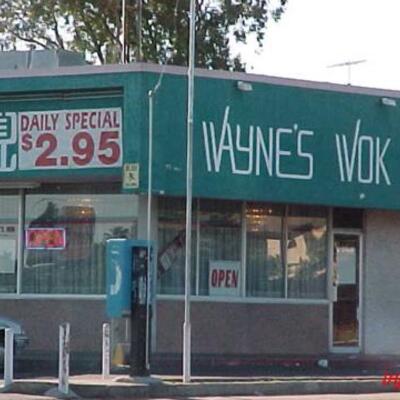 DAILY SPECIAL
$2.95
WAYNE'S WOK
OPEN